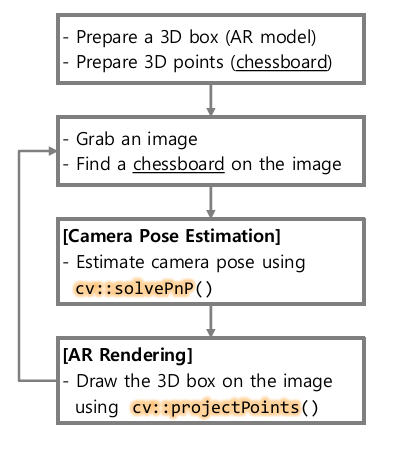 - Prepare a 3D box (AR model)
- Prepare 3D points (chessboard)
- Grab an image
- Find a chessboard on the image
[Camera Pose Estimation]
- Estimate camera pose using
cv::solvePnP()
[AR Rendering]
- Draw the 3D box on the image
using cv::projectPoints()